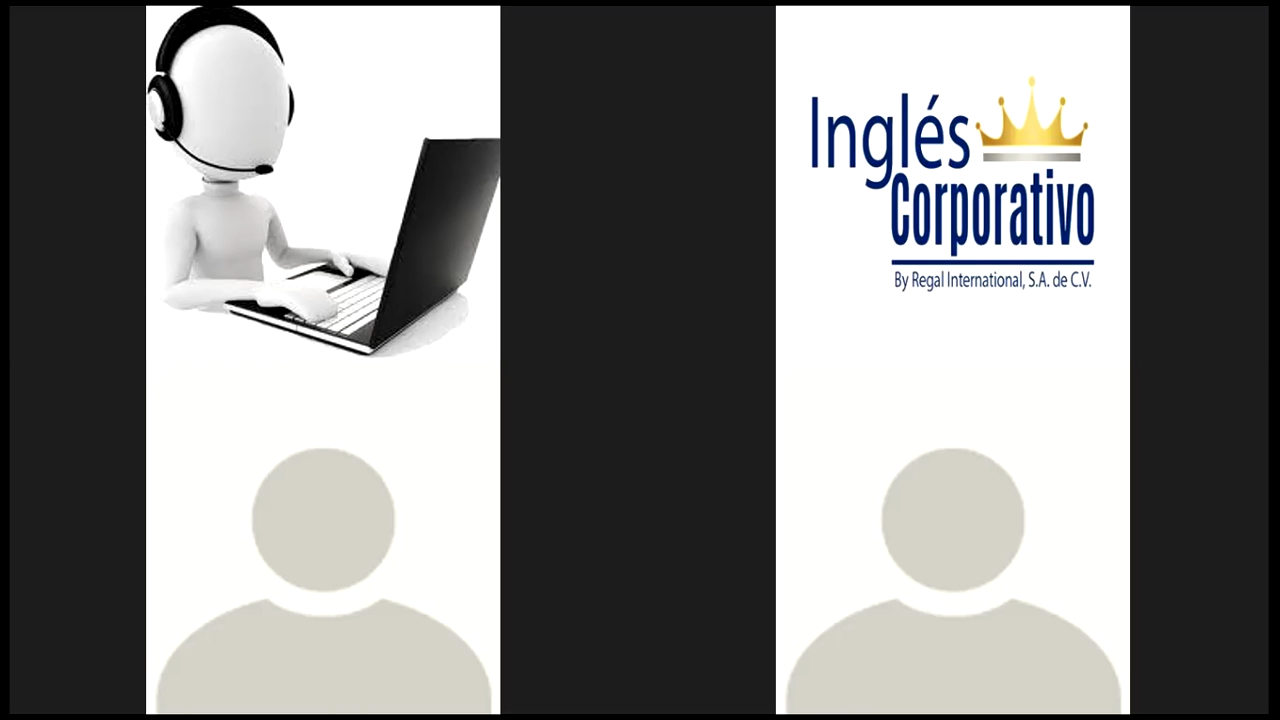 Inglés
Corporativo
By Regal International, S.A. de C.V.